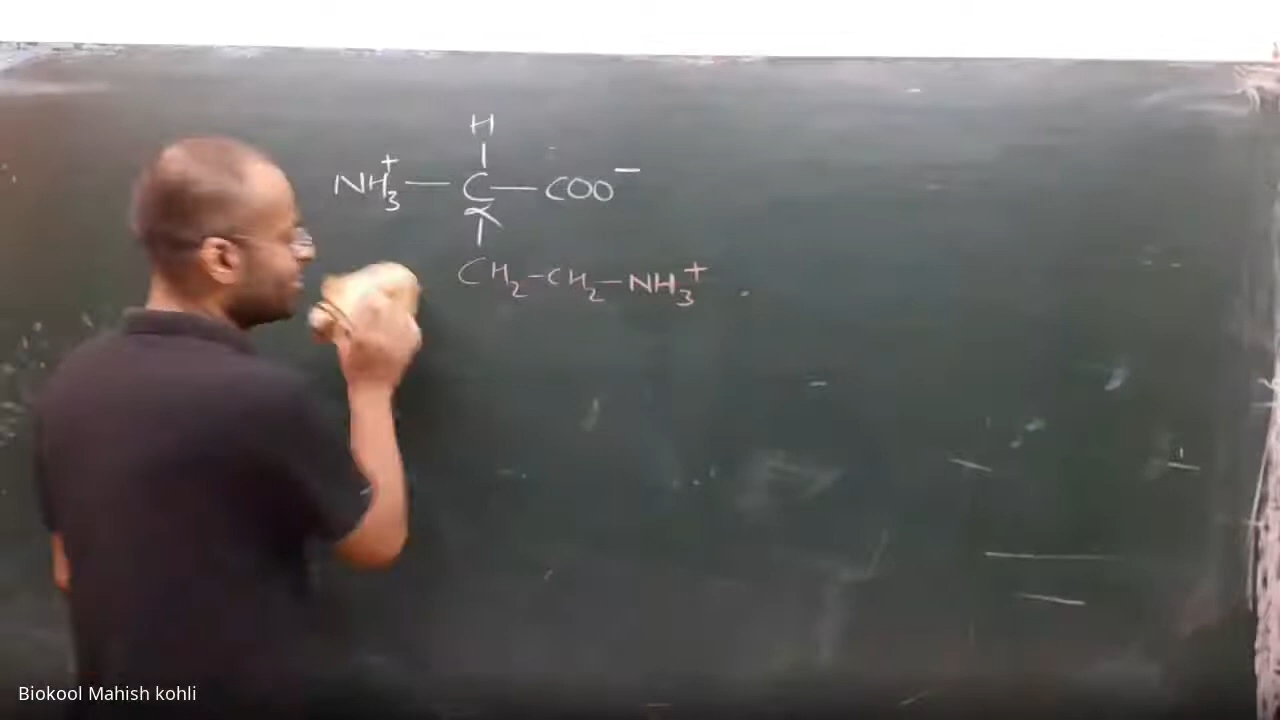 H
NH₃⁺ — C — COO⁻
α
CH₂-CH₂-NH₃⁺
Biokool Mahish kohli